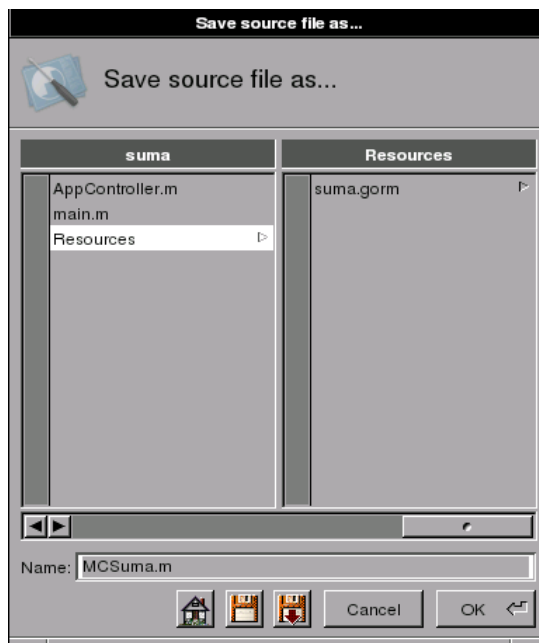 Save source file as...
Save source file as...
suma
Resources
AppController.m
main.m
Resources
suma.gorm
Name: MCSuma.m
Cancel
OK